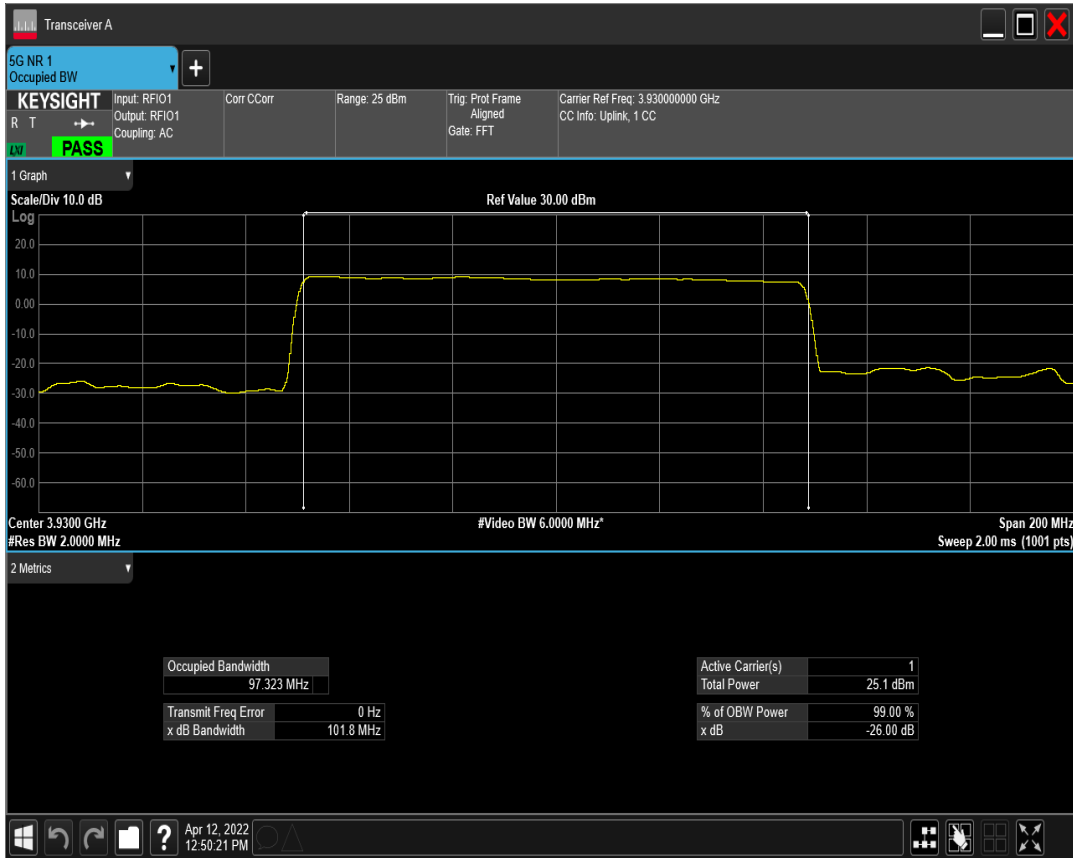 Transceiver A
5G NR 1
Occupied BW
KEYSIGHT
R T
LXI
PASS
Input: RFIO1
Output: RFIO1
Coupling: AC
Corr CCorr
Range: 25 dBm
Trig: Prot Frame
Aligned
Gate: FFT
Carrier Ref Freq: 3.930000000 GHz
CC Info: Uplink, 1 CC
1 Graph
Scale/Div 10.0 dB
Ref Value 30.00 dBm
Log
20.0
10.0
0.00
-10.0
-20.0
-30.0
-40.0
-50.0
-60.0
Center 3.9300 GHz
#Video BW 6.0000 MHz*
Span 200 MHz
#Res BW 2.0000 MHz
Sweep 2.00 ms (1001 pts)
2 Metrics
Occupied Bandwidth
97.323 MHz
Transmit Freq Error 0 Hz
x dB Bandwidth 101.8 MHz
Active Carrier(s) 1
Total Power 25.1 dBm
% of OBW Power 99.00 %
x dB -26.00 dB
?
Apr 12, 2022
12:50:21 PM